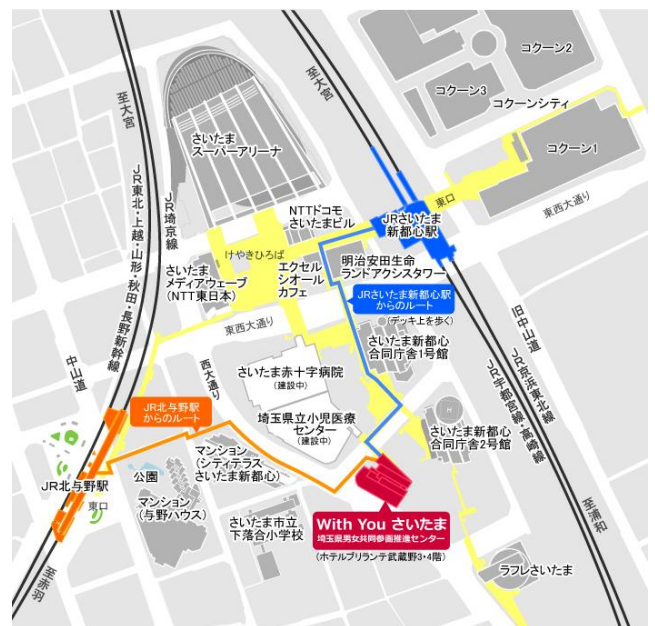 コクーン2
コクーン3
コクーンシティ
コクーン1
至大宮
至大宮
さいたま
スーパーアリーナ
JR東北・上越・山形・秋田・長野新幹線
JR埼京線
NTTドコモ
さいたまビル
JRさいたま
新都心駅
東口
東西大通り
けやきひろば
さいたま
メディアウェーブ
(NTT東日本)
エクセル
シオール
カフェ
明治安田生命
ランドアクシスタワー
JRさいたま新都心駅
からのルート
(デッキ上を歩く)
東西大通り
旧中山道
中山道
西大通り
さいたま赤十字病院
(建設中)
さいたま新都心
合同庁舎1号館
JR京浜東北線
JR宇都宮線・高崎線
JR北与野駅
からのルート
埼玉県立小児医療
センター
(建設中)
H
さいたま新都心
合同庁舎2号館
マンション
(シティテラス
さいたま新都心)
JR北与野駅
公園
東口
マンション
(与野ハウス)
さいたま市立
下落合小学校
With You さいたま
埼玉県男女共同参画推進センター
(ホテルブリランテ武蔵野3・4階)
至浦和
ラフレさいたま
至赤羽